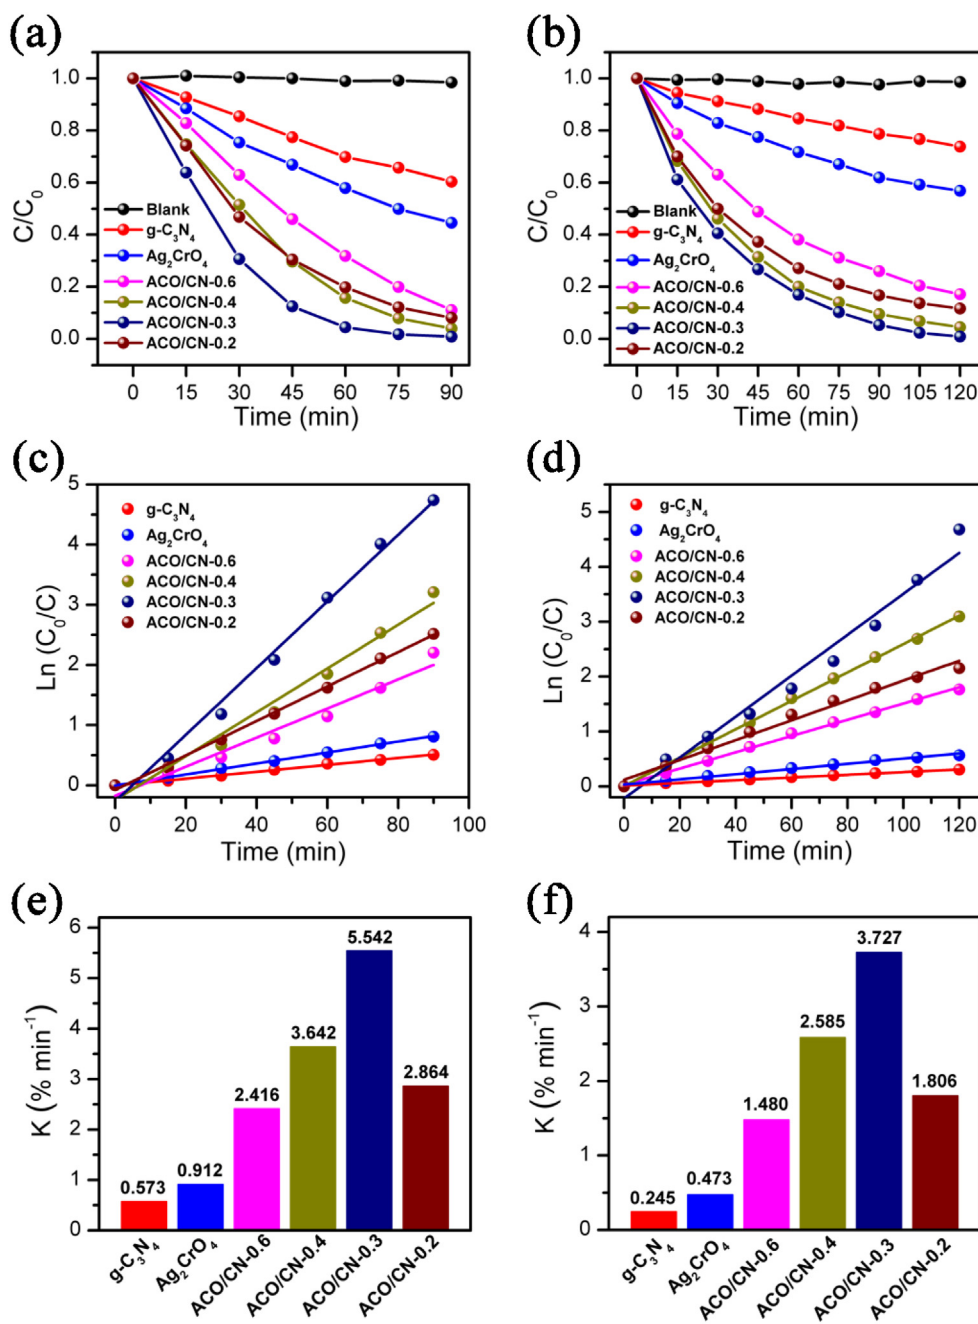 (a)
C/C₀
1.0
0.8
0.6
0.4
0.2
0.0
Blank
g-C₃N₄
Ag₂CrO₄
ACO/CN-0.6
ACO/CN-0.4
ACO/CN-0.3
ACO/CN-0.2
0 15 30 45 60 75 90
Time (min)
(b)
C/C₀
1.0
0.8
0.6
0.4
0.2
0.0
Blank
g-C₃N₄
Ag₂CrO₄
ACO/CN-0.6
ACO/CN-0.4
ACO/CN-0.3
ACO/CN-0.2
0 15 30 45 60 75 90 105 120
Time (min)
(c)
Ln (C₀/C)
5
4
3
2
1
0
g-C₃N₄
Ag₂CrO₄
ACO/CN-0.6
ACO/CN-0.4
ACO/CN-0.3
ACO/CN-0.2
0 20 40 60 80 100
Time (min)
(d)
Ln (C₀/C)
5
4
3
2
1
0
g-C₃N₄
Ag₂CrO₄
ACO/CN-0.6
ACO/CN-0.4
ACO/CN-0.3
ACO/CN-0.2
0 15 30 45 60 75 90 105 120
Time (min)
(e)
K (% min⁻¹)
6
5
4
3
2
1
0
0.573
0.912
2.416
3.642
5.542
2.864
g-C₃N₄
Ag₂CrO₄
ACO/CN-0.6
ACO/CN-0.4
ACO/CN-0.3
ACO/CN-0.2
(f)
K (% min⁻¹)
4
3
2
1
0
0.245
0.473
1.480
2.585
3.727
1.806
g-C₃N₄
Ag₂CrO₄
ACO/CN-0.6
ACO/CN-0.4
ACO/CN-0.3
ACO/CN-0.2